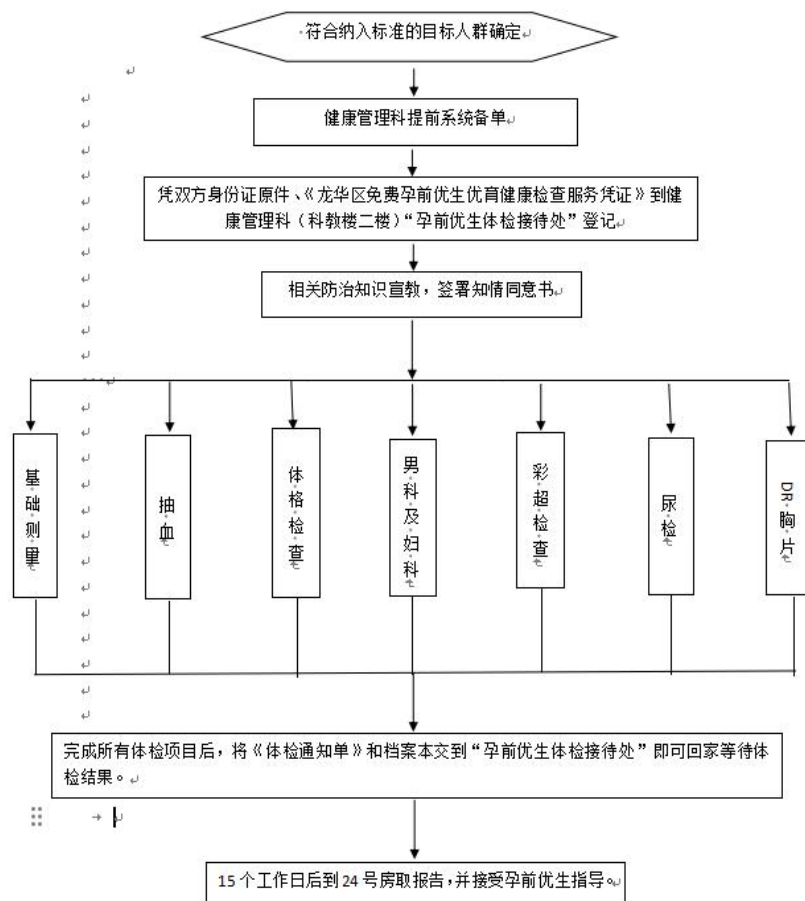 符合纳入标准的目标人群确定
健康管理科提前系统备单
凭双方身份证原件、《龙华区免费孕前优生优育健康检查服务凭证》到健
康管理科（科教楼二楼）“孕前优生体检接待处”登记
相关防治知识宣教，签署知情同意书
基础测量
抽血
体格检查
男科及妇科
彩超检查
尿检
DR胸片
完成所有体检项目后，将《体检通知单》和档案本交到“孕前优生体检接待处”即可回家等待体
检结果。
15个工作日后到24号房取报告，并接受孕前优生指导。